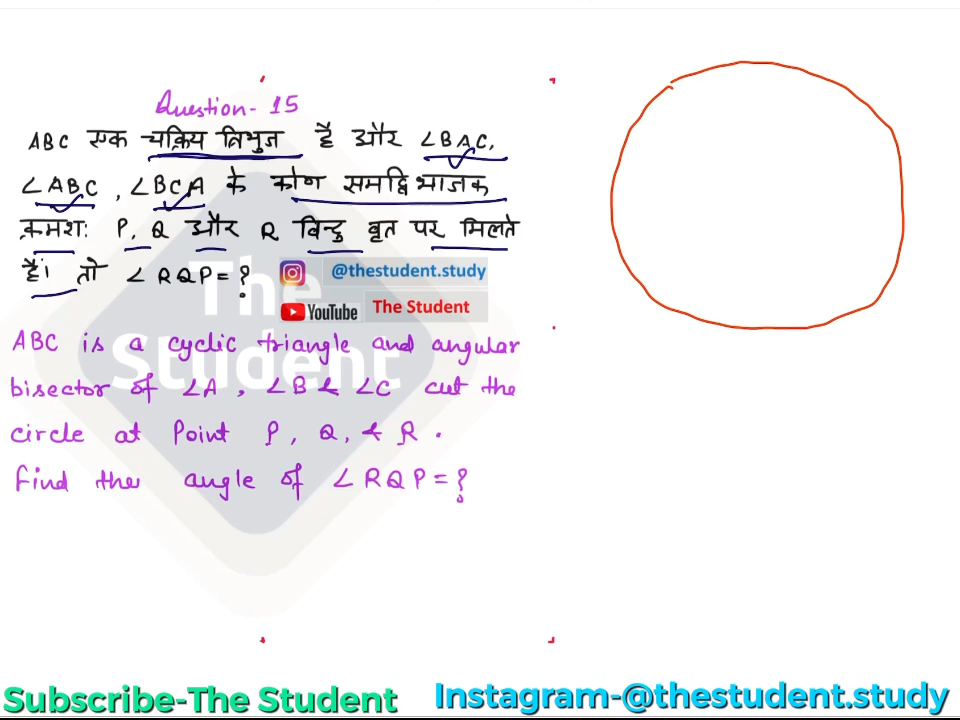 Question- 15
ABC एक चक्रिय त्रिभुज है और ∠BAC,
∠ABC, ∠BCA के कोण समद्विभाजक
क्रमश: P, Q और R बिन्दु वृत पर मिलते
हैं। तो ∠RQP = ?
@thestudent.study
YouTube The Student
The Student
ABC is a cyclic triangle and angular
bisector of ∠A, ∠B & ∠C cut the
circle at Point P, Q, & R.
Find the angle of ∠RQP = ?
Subscribe-The Student
Instagram-@thestudent.study